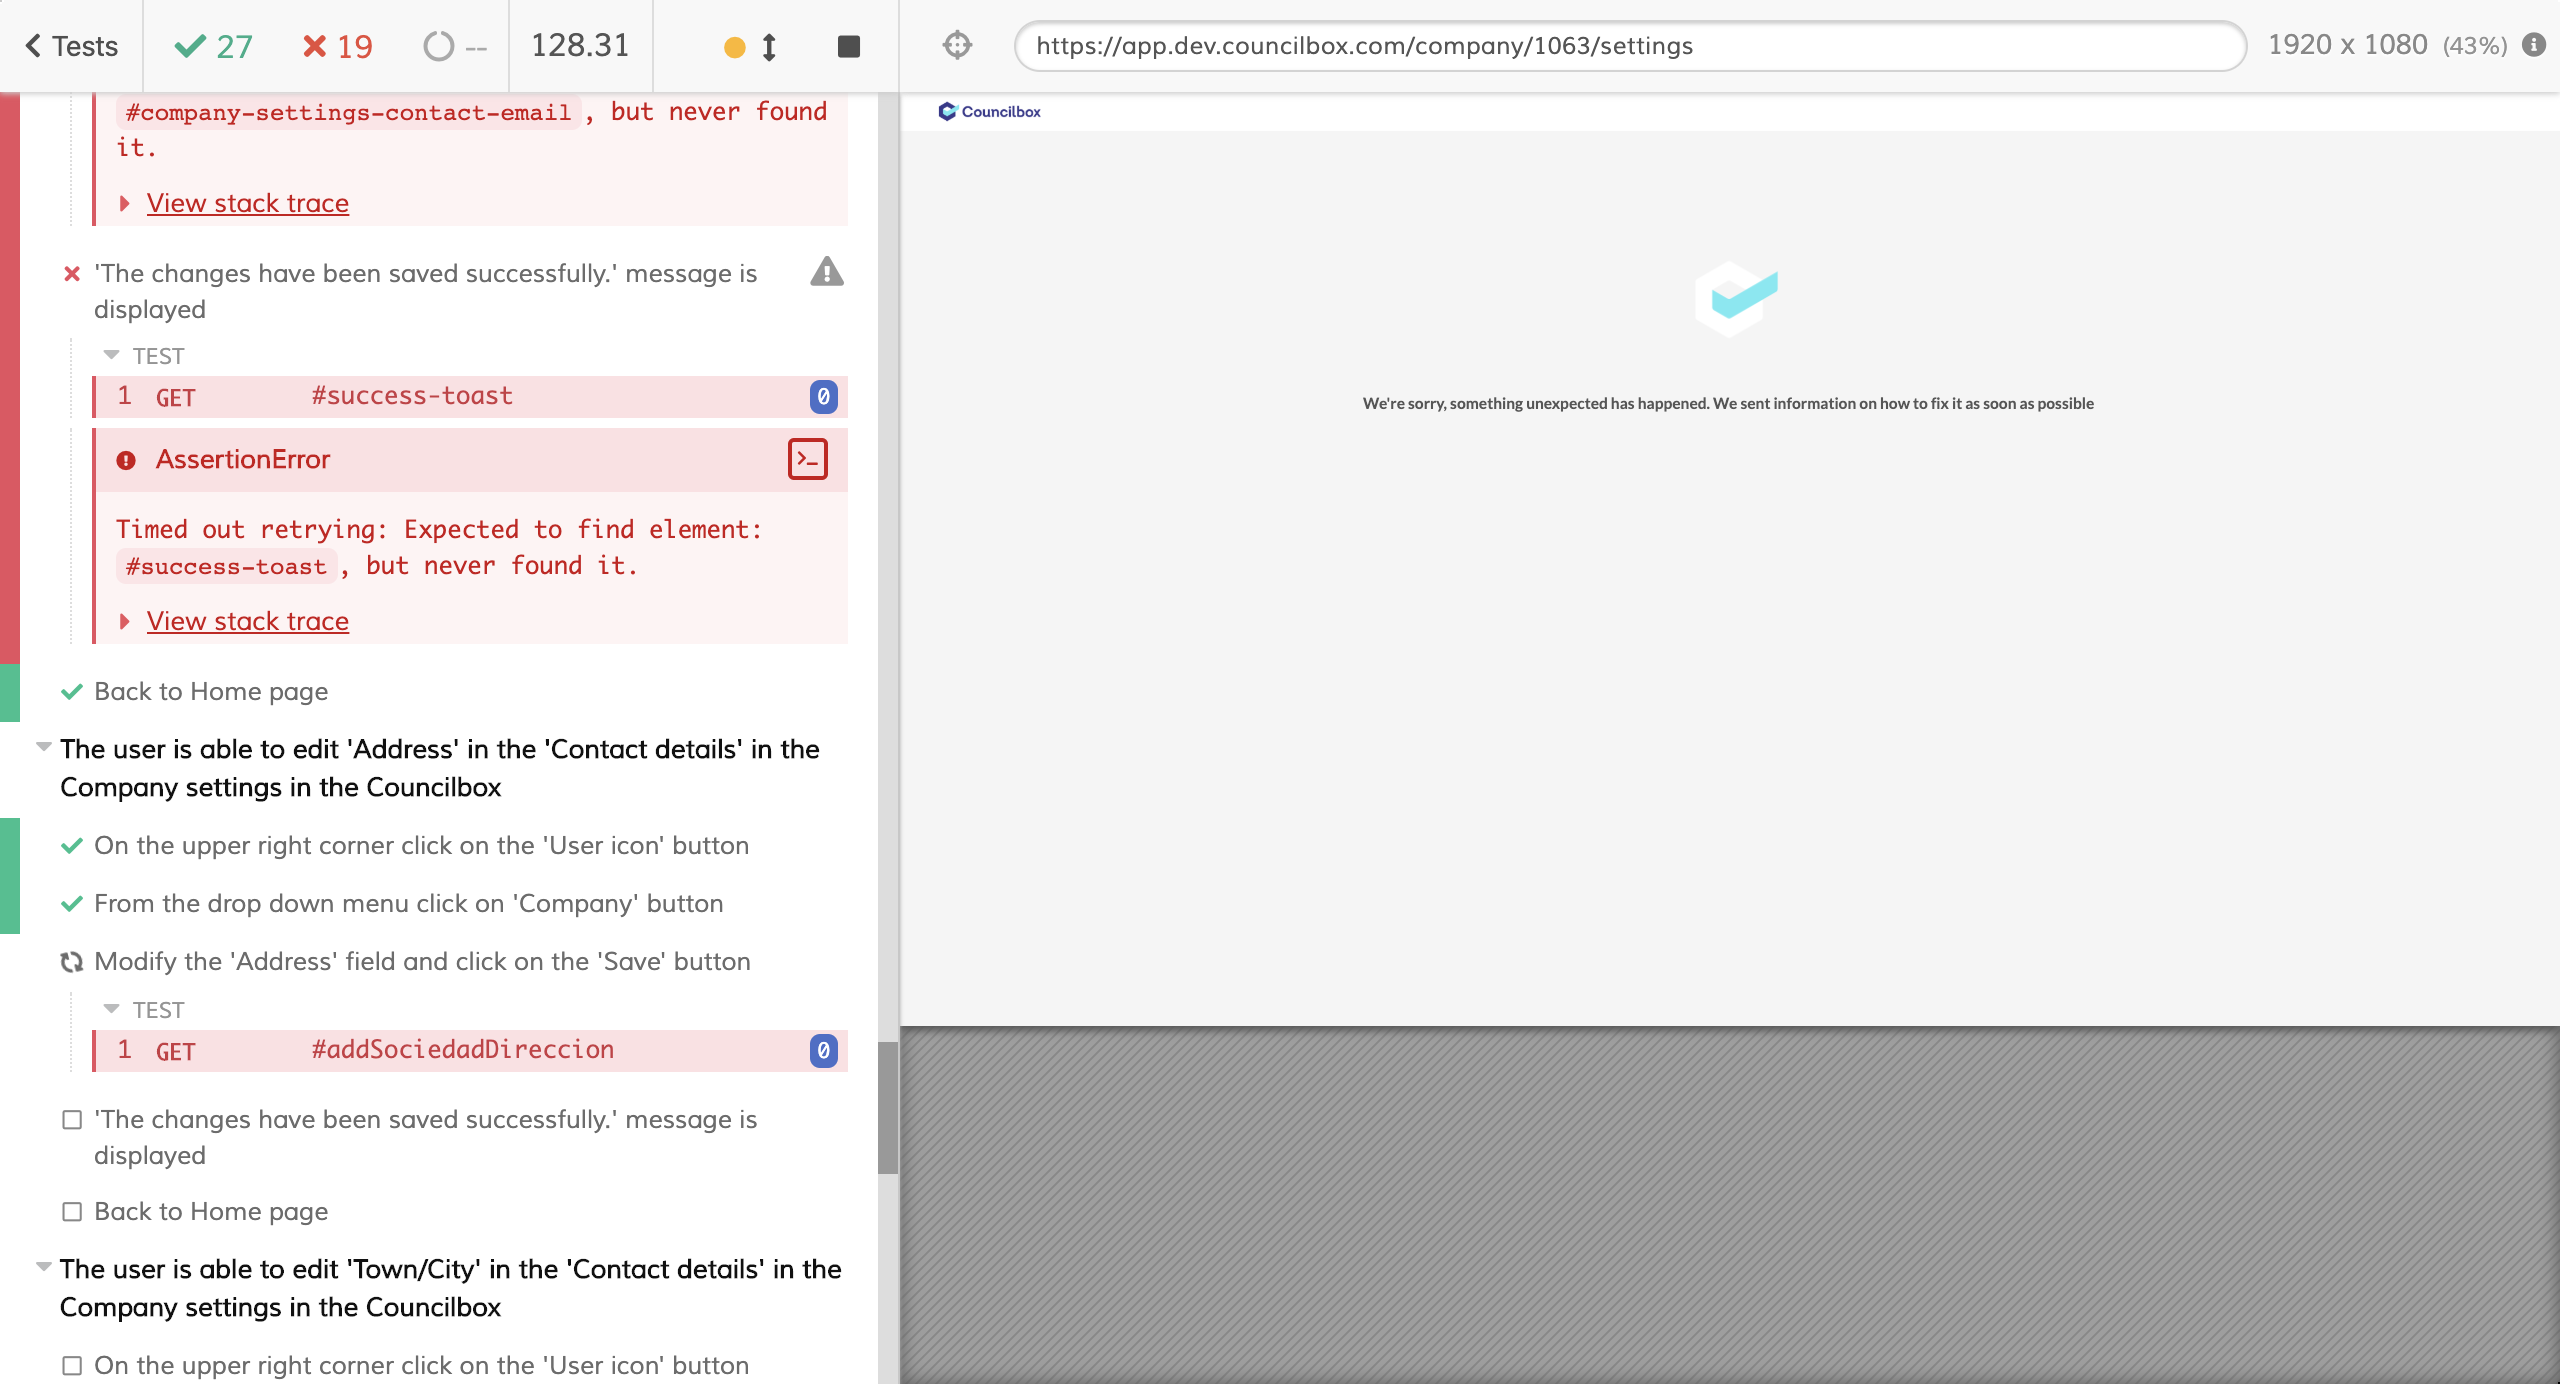 Tests
27
19
--
128.31
https://app.dev.councilbox.com/company/1063/settings
1920 x 1080 (43%)
#company-settings-contact-email , but never found
it.
View stack trace
'The changes have been saved successfully.' message is
displayed
TEST
1 GET #success-toast 0
AssertionError
Timed out retrying: Expected to find element:
#success-toast , but never found it.
View stack trace
Back to Home page
The user is able to edit 'Address' in the 'Contact details' in the
Company settings in the Councilbox
On the upper right corner click on the 'User icon' button
From the drop down menu click on 'Company' button
Modify the 'Address' field and click on the 'Save' button
TEST
1 GET #addSociedadDireccion 0
'The changes have been saved successfully.' message is
displayed
Back to Home page
The user is able to edit 'Town/City' in the 'Contact details' in the
Company settings in the Councilbox
On the upper right corner click on the 'User icon' button
Councilbox
We're sorry, something unexpected has happened. We sent information on how to fix it as soon as possible